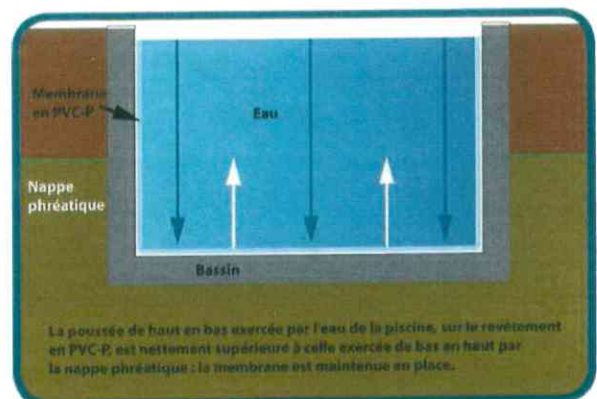 Membrane
en PVC-P
Eau
Nappe
phréatique
Bassin
La poussée de haut en bas exercée par l'eau de la piscine, sur le revêtement
en PVC-P, est nettement supérieure à celle exercée de bas en haut par
la nappe phréatique : la membrane est maintenue en place.